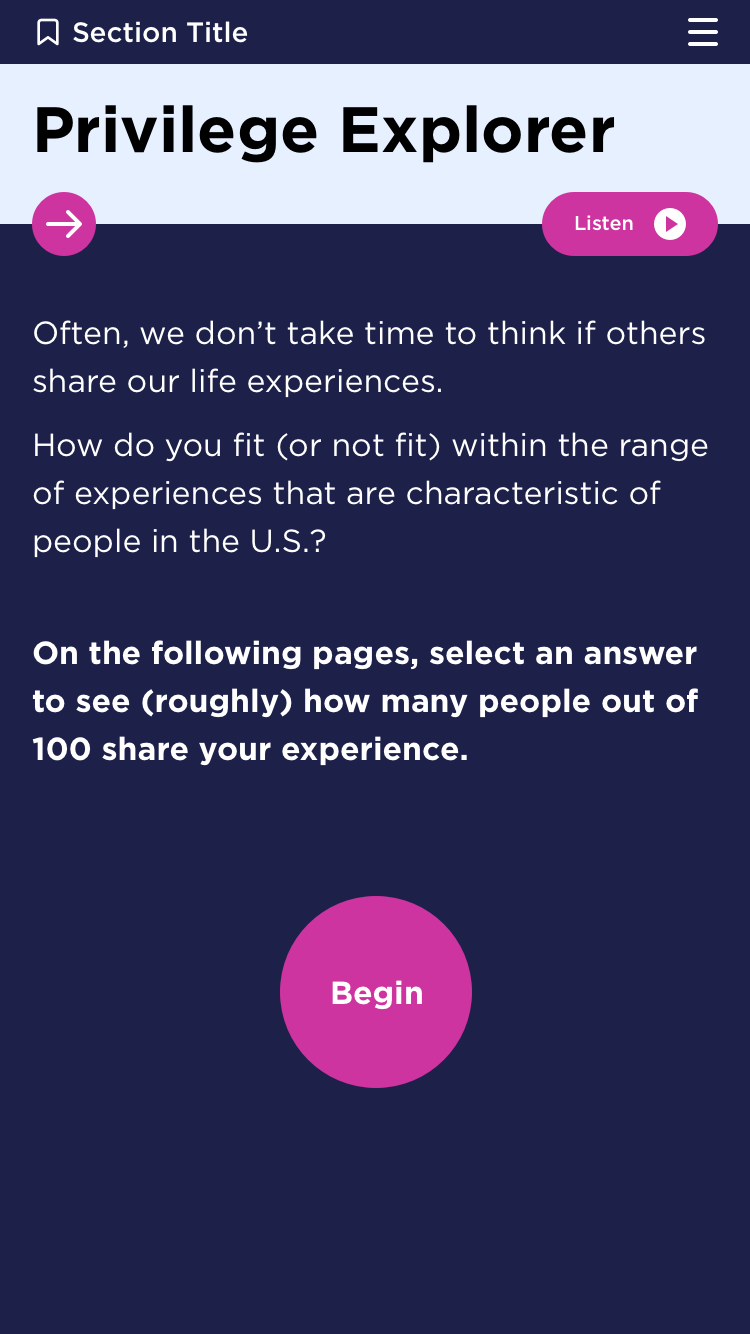 Section Title
Privilege Explorer
Listen
Often, we don’t take time to think if others
share our life experiences.
How do you fit (or not fit) within the range
of experiences that are characteristic of
people in the U.S.?
On the following pages, select an answer
to see (roughly) how many people out of
100 share your experience.
Begin